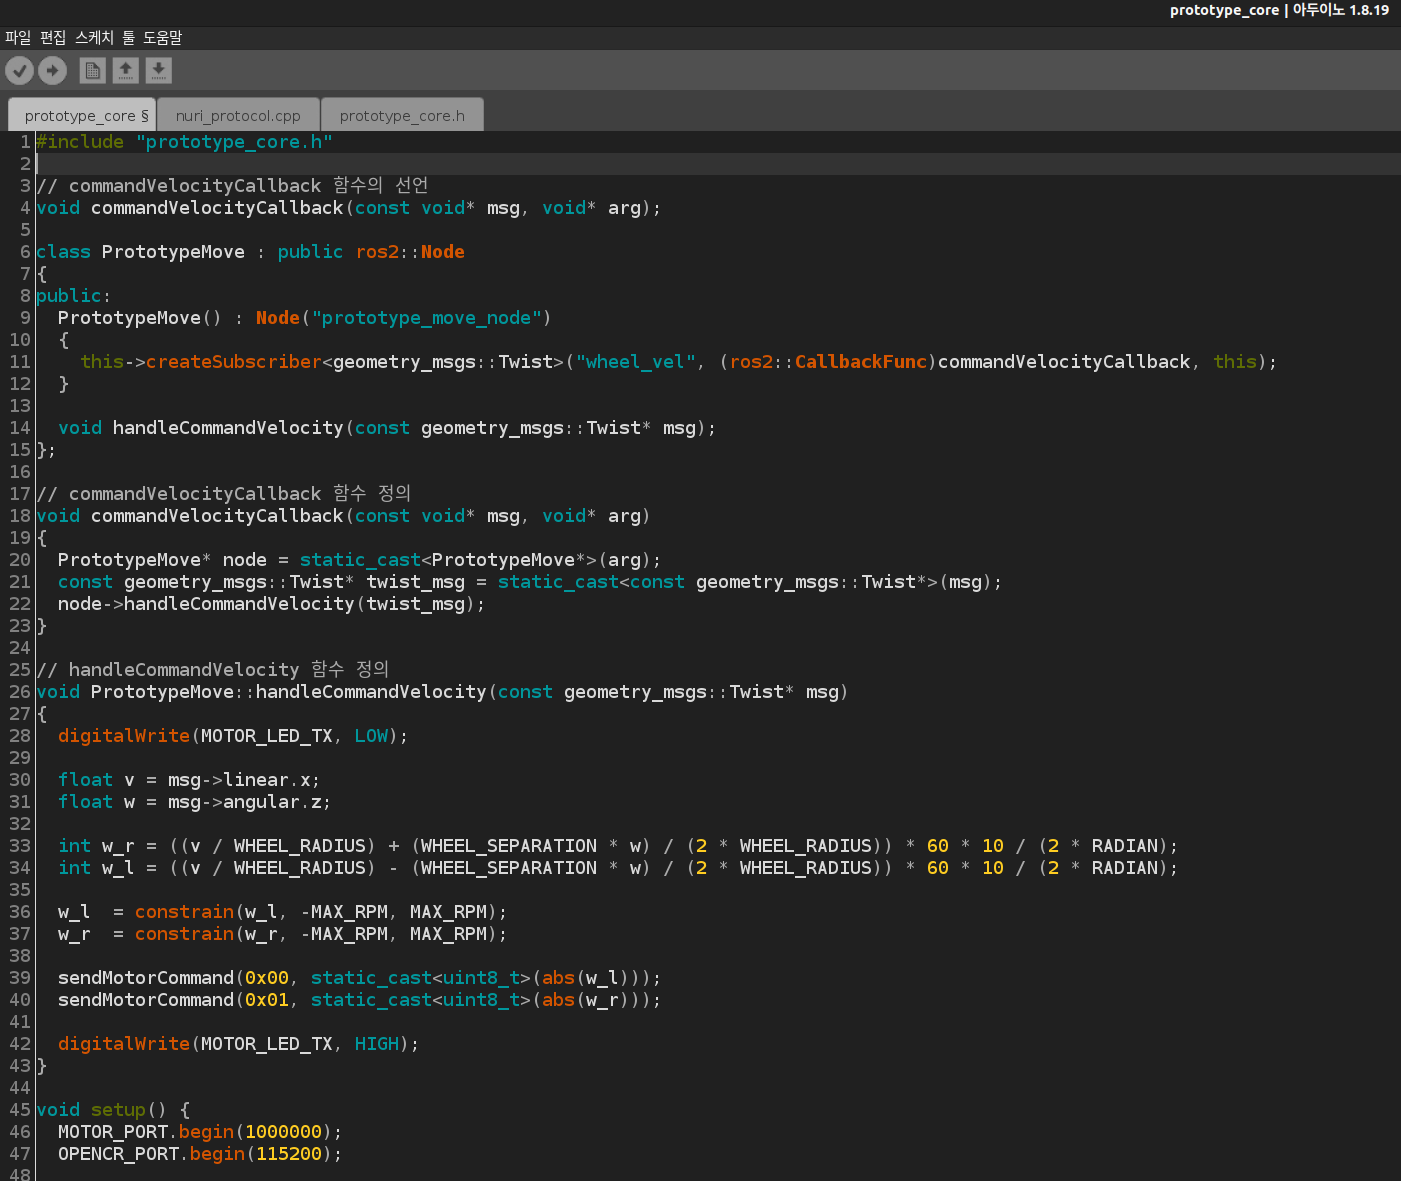 prototype_core | 아두이노 1.8.19
파일 편집 스케치 툴 도움말
prototype_core § nuri_protocol.cpp prototype_core.h
1 #include "prototype_core.h"
2
3 // commandVelocityCallback 함수의 선언
4 void commandVelocityCallback(const void* msg, void* arg);
5
6 class PrototypeMove : public ros2::Node
7 {
8 public:
9   PrototypeMove() : Node("prototype_move_node")
10   {
11     this->createSubscriber<geometry_msgs::Twist>("wheel_vel", (ros2::CallbackFunc)commandVelocityCallback, this);
12   }
13
14   void handleCommandVelocity(const geometry_msgs::Twist* msg);
15 };
16
17 // commandVelocityCallback 함수 정의
18 void commandVelocityCallback(const void* msg, void* arg)
19 {
20   PrototypeMove* node = static_cast<PrototypeMove*>(arg);
21   const geometry_msgs::Twist* twist_msg = static_cast<const geometry_msgs::Twist*>(msg);
22   node->handleCommandVelocity(twist_msg);
23 }
24
25 // handleCommandVelocity 함수 정의
26 void PrototypeMove::handleCommandVelocity(const geometry_msgs::Twist* msg)
27 {
28   digitalWrite(MOTOR_LED_TX, LOW);
29
30   float v = msg->linear.x;
31   float w = msg->angular.z;
32
33   int w_r = ((v / WHEEL_RADIUS) + (WHEEL_SEPARATION * w) / (2 * WHEEL_RADIUS)) * 60 * 10 / (2 * RADIAN);
34   int w_l = ((v / WHEEL_RADIUS) - (WHEEL_SEPARATION * w) / (2 * WHEEL_RADIUS)) * 60 * 10 / (2 * RADIAN);
35
36   w_l  = constrain(w_l, -MAX_RPM, MAX_RPM);
37   w_r  = constrain(w_r, -MAX_RPM, MAX_RPM);
38
39   sendMotorCommand(0x00, static_cast<uint8_t>(abs(w_l)));
40   sendMotorCommand(0x01, static_cast<uint8_t>(abs(w_r)));
41
42   digitalWrite(MOTOR_LED_TX, HIGH);
43 }
44
45 void setup() {
46   MOTOR_PORT.begin(1000000);
47   OPENCR_PORT.begin(115200);
48